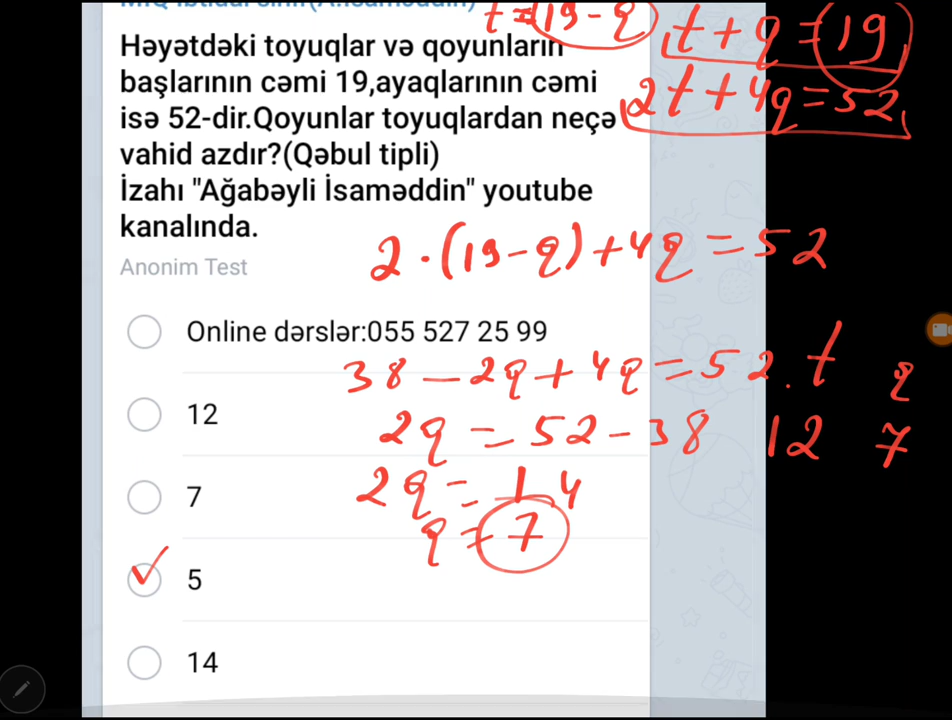 t = 19 - q
t + q = 19
2t + 4q = 52
Həyətdəki toyuqlar və qoyunların
başlarının cəmi 19,ayaqlarının cəmi
isə 52-dir.Qoyunlar toyuqlardan neçə
vahid azdır?(Qəbul tipli)
İzahı "Ağabəyli İsaməddin" youtube
kanalında.
2 · (19 - q) + 4q = 52
Anonim Test
Online dərslər:055 527 25 99
38 - 2q + 4q = 52.
t q
12
2q = 52 - 38
12 7
7
2q = 14
q = 7
5
14